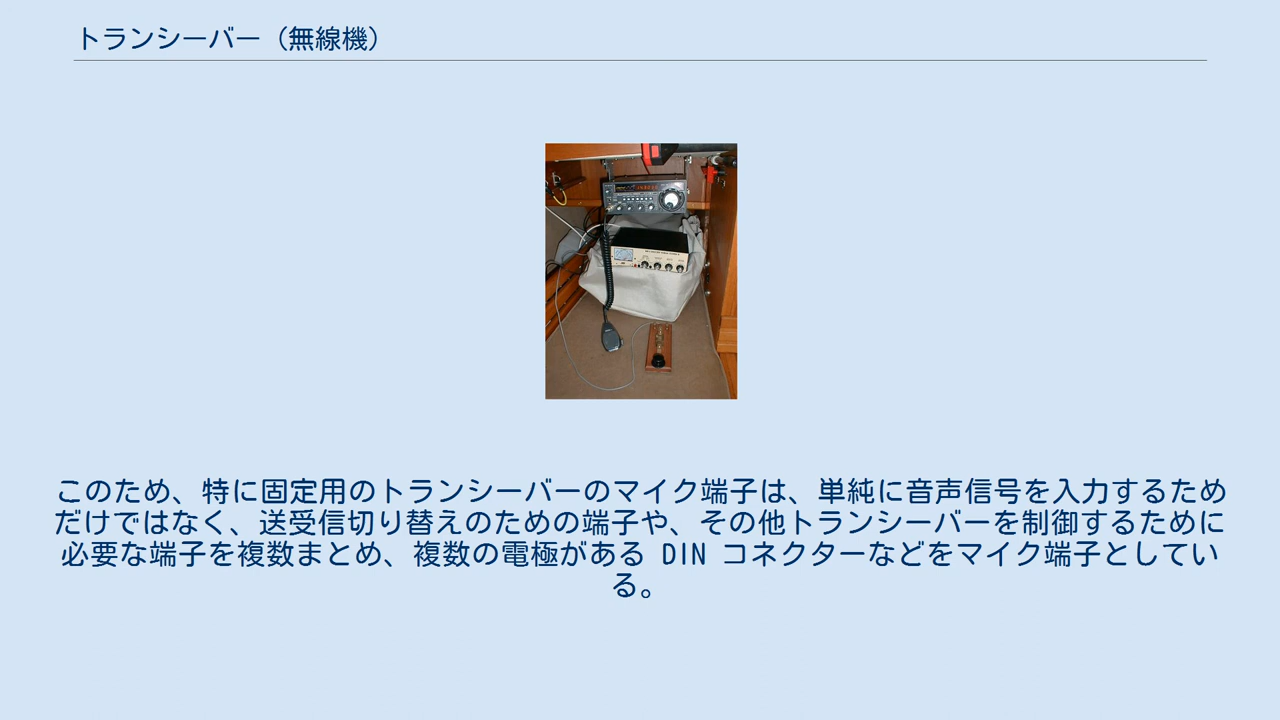 トランシーバー（無線機）
このため、特に固定用のトランシーバーのマイク端子は、単純に音声信号を入力するため
だけではなく、送受信切り替えのための端子や、その他トランシーバーを制御するために
必要な端子を複数まとめ、複数の電極がある DIN コネクターなどをマイク端子としてい
る。